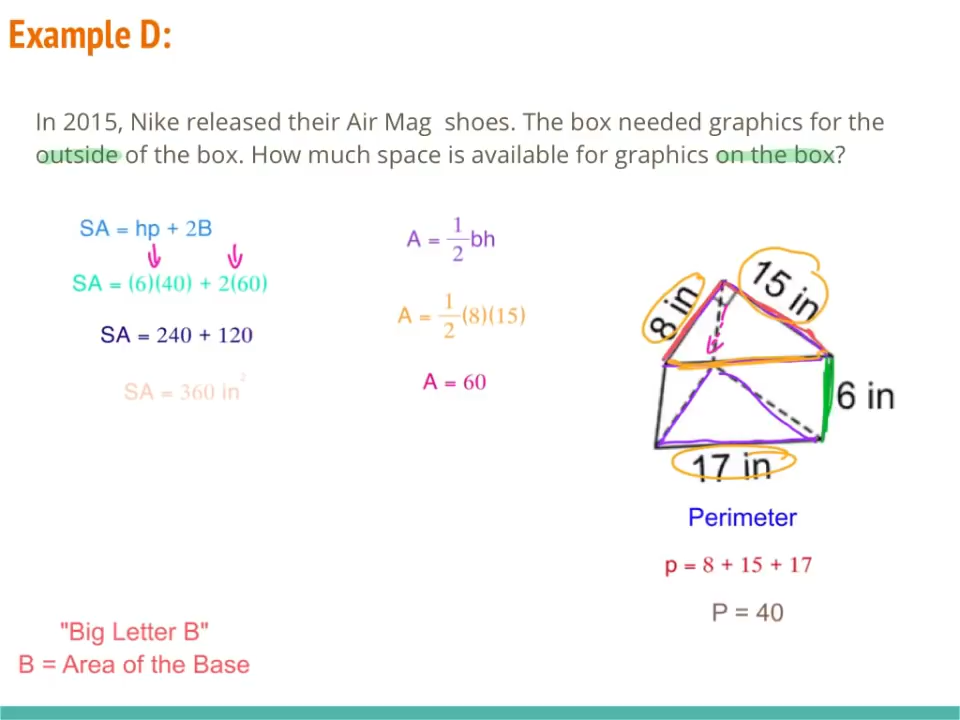 Example D:
In 2015, Nike released their Air Mag shoes. The box needed graphics for the
outside of the box. How much space is available for graphics on the box?
SA = hp + 2B
SA = (6)(40) + 2(60)
SA = 240 + 120
SA = 360 in²
A = 1/2 bh
A = 1/2 (8)(15)
A = 60
8 in
15 in
6 in
17 in
Perimeter
p = 8 + 15 + 17
P = 40
"Big Letter B"
B = Area of the Base